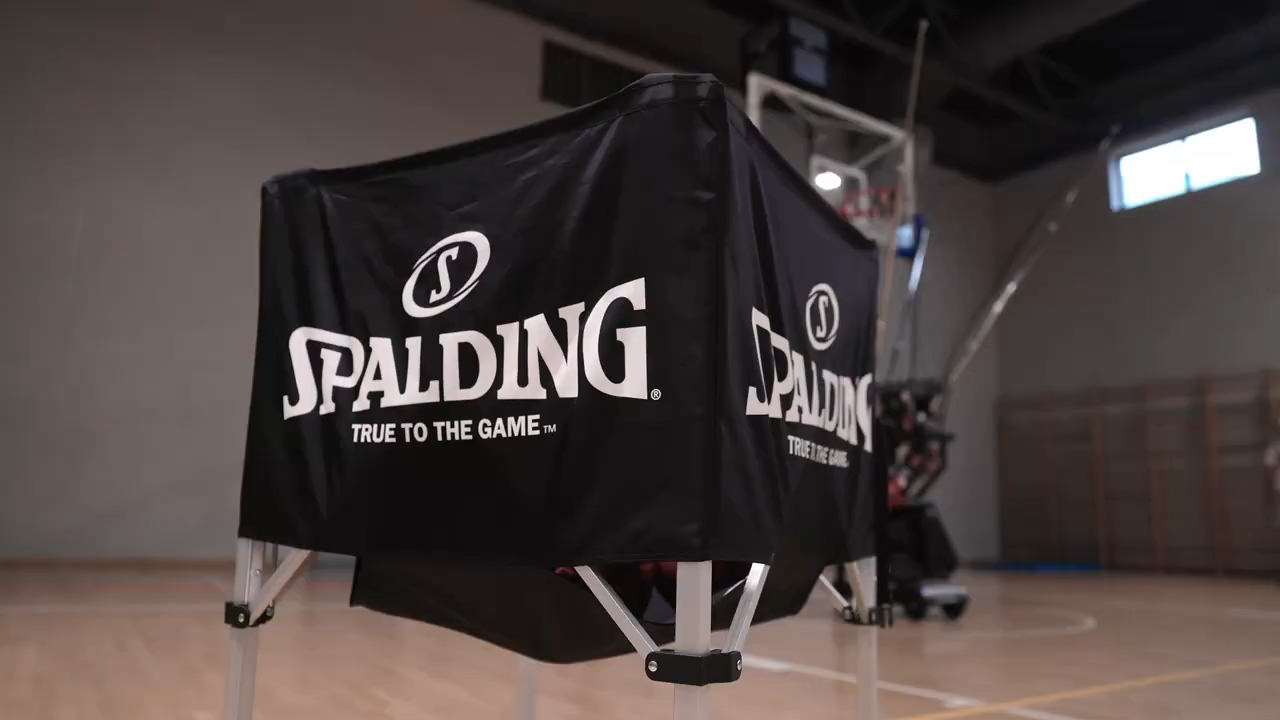 S
SPALDING®
TRUE TO THE GAME™
S
SPALDING
TRUE TO THE GAME